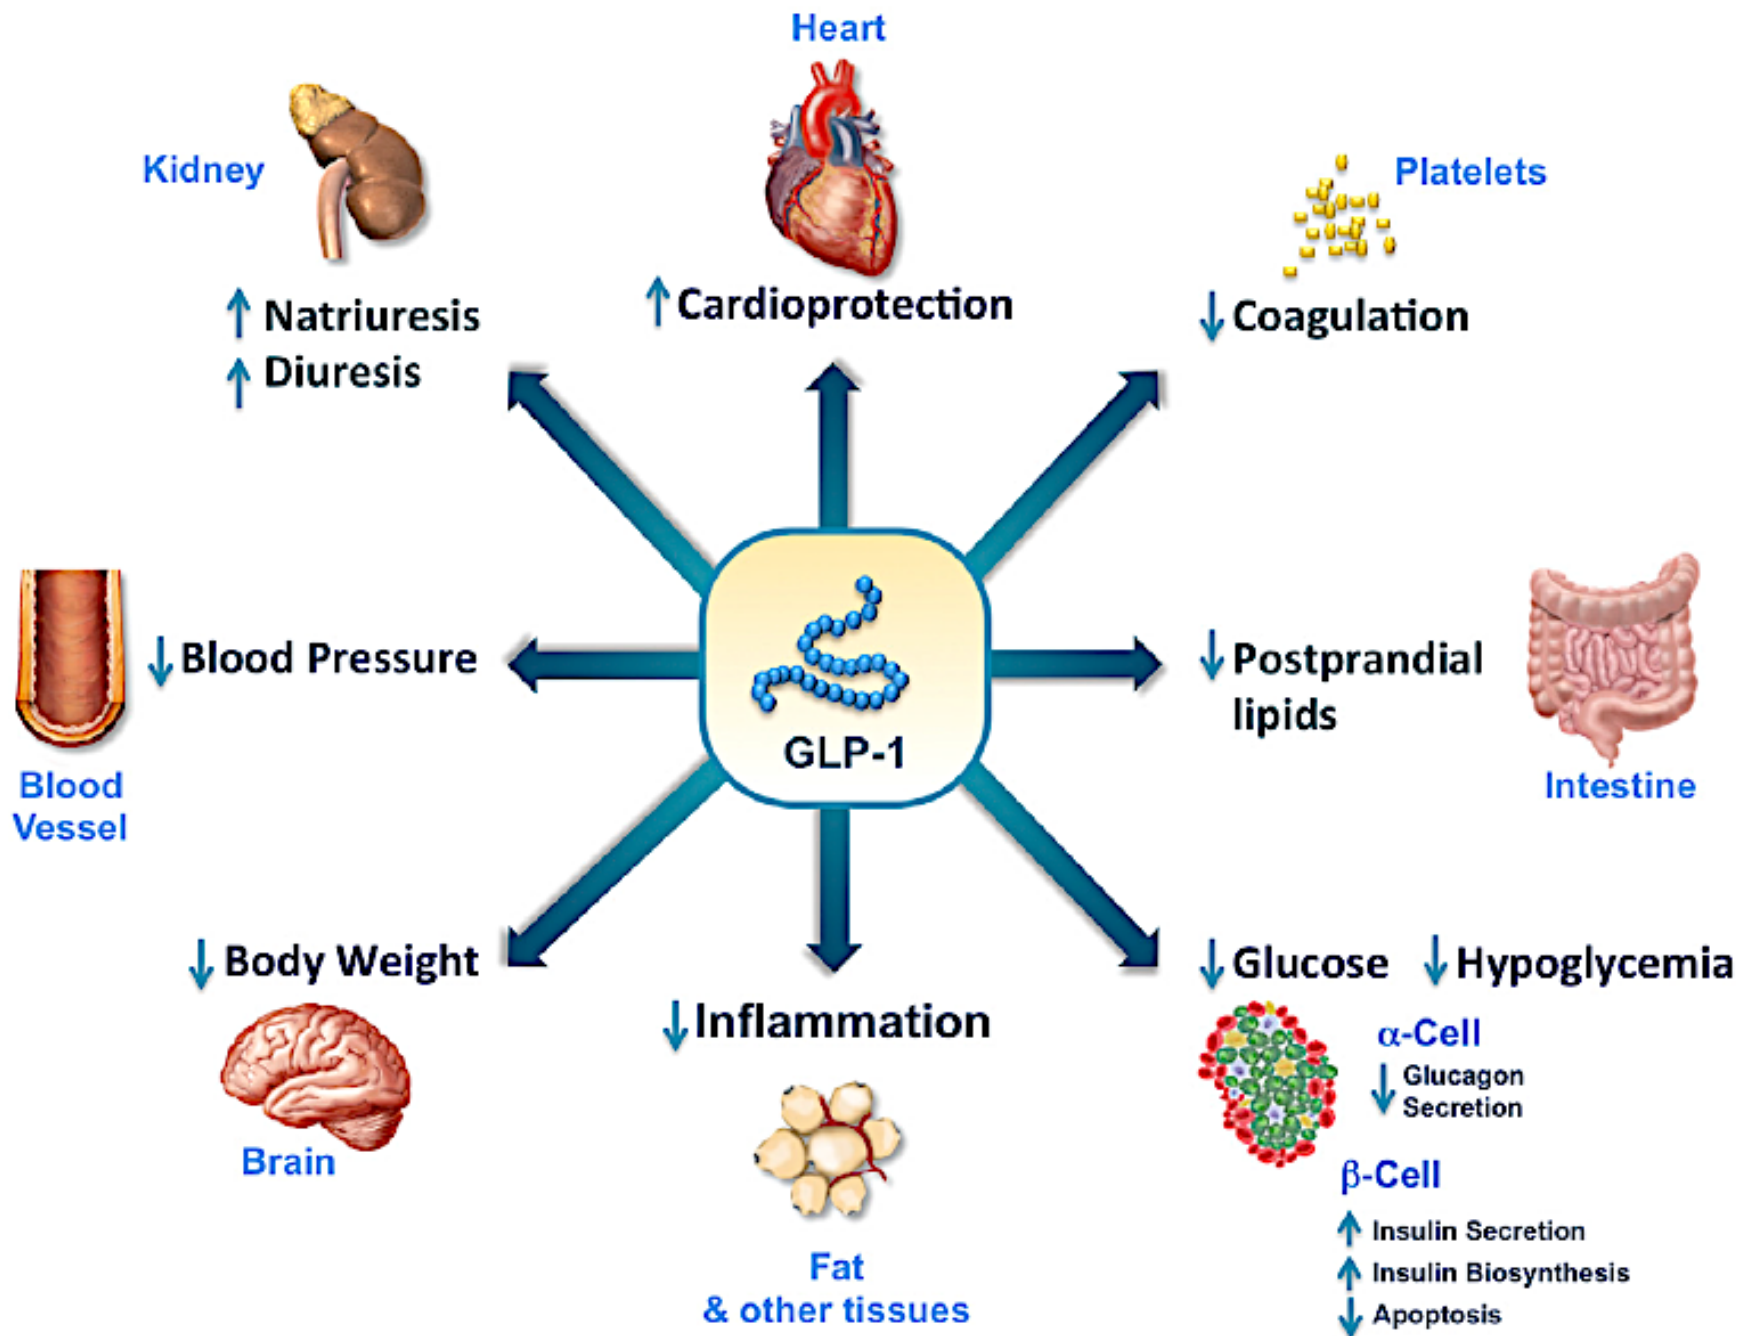 Heart
Kidney
Platelets
↑ Natriuresis
↑ Diuresis
↑ Cardioprotection
↓ Coagulation
GLP-1
↓ Blood Pressure
Blood
Vessel
↓ Postprandial
lipids
Intestine
↓ Body Weight
Brain
↓ Inflammation
Fat
& other tissues
↓ Glucose ↓ Hypoglycemia
α-Cell
↓ Glucagon
Secretion
β-Cell
↑ Insulin Secretion
↑ Insulin Biosynthesis
↓ Apoptosis